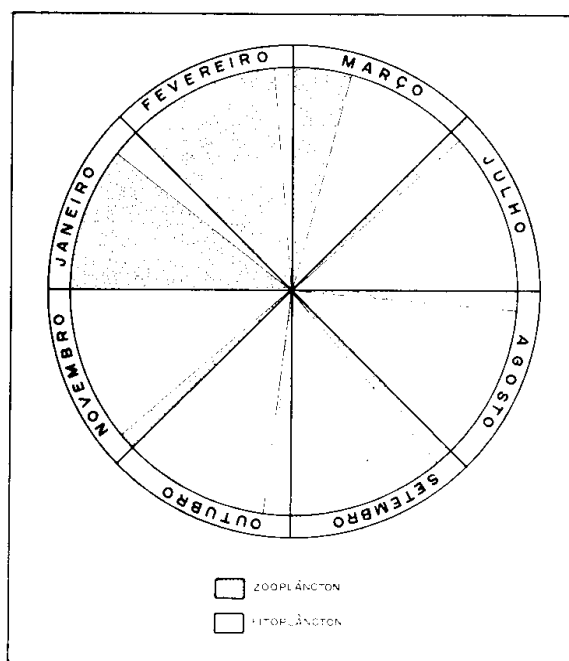 FEVEREIRO
MARÇO
JULHO
AGOSTO
SETEMBRO
OUTUBRO
NOVEMBRO
JANEIRO
ZOOPLÂNCTON
FITOPLÂNCTON